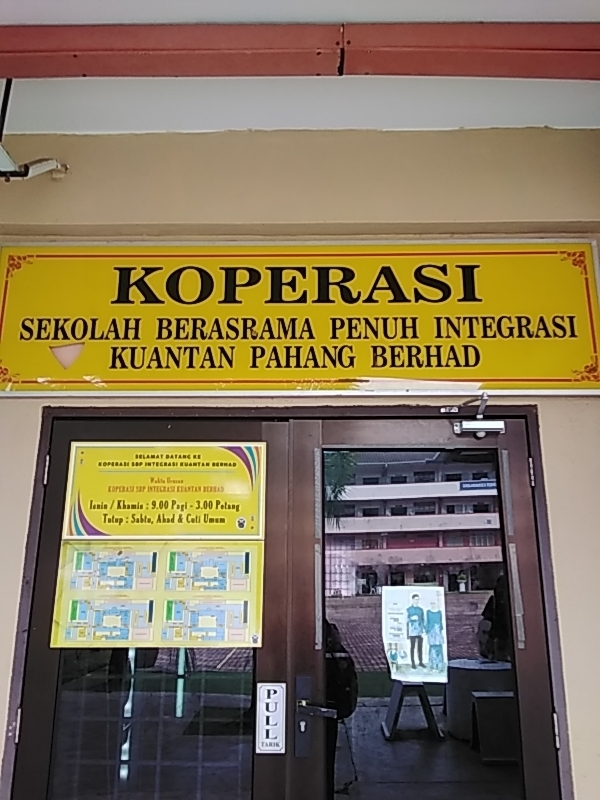 KOPERASI
SEKOLAH BERASRAMA PENUH INTEGRASI
KUANTAN PAHANG BERHAD
SELAMAT DATANG KE
KOPERASI SBP INTEGRASI KUANTAN BERHAD
Waktu Urusan
KOPERASI SBP INTEGRASI KUANTAN BERHAD
Isnin / Khamis : 9.00 Pagi - 3.00 Petang
Tutup : Sabtu, Ahad & Cuti Umum
PULL
TARIK